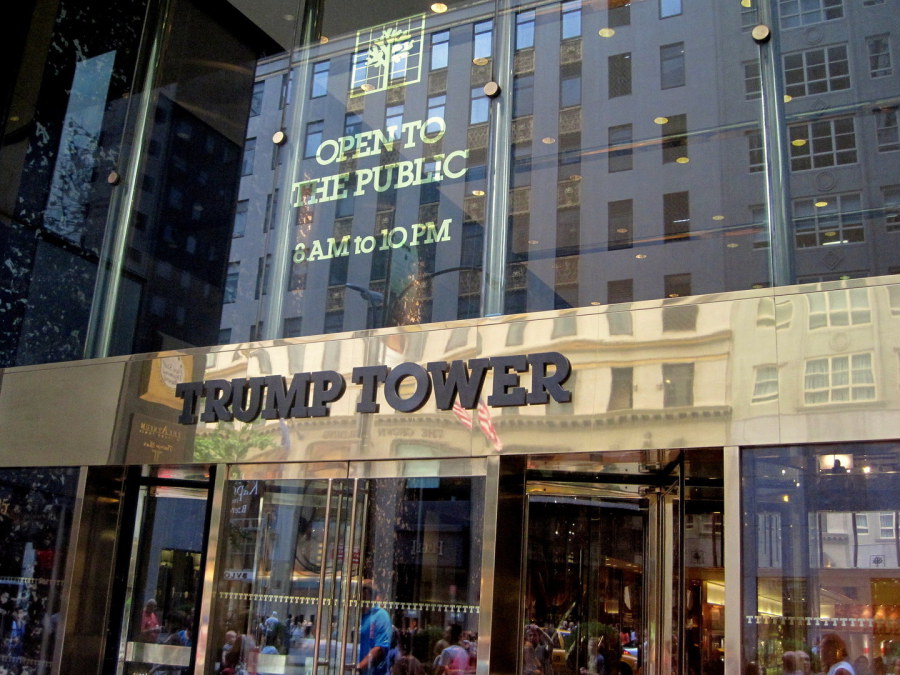 OPEN TO
THE PUBLIC
8 AM to 10 PM
TRUMP TOWER